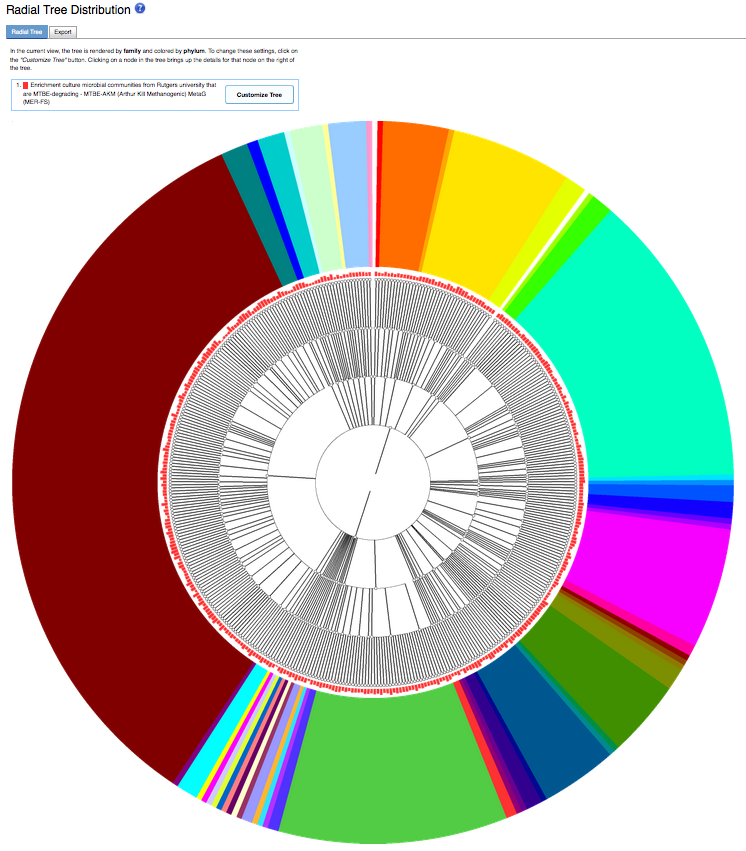 Radial Tree Distribution ?
Radial Tree Export
In the current view, the tree is rendered by family and colored by phylum. To change these settings, click on
the "Customize Tree" button. Clicking on a node in the tree brings up the details for that node on the right of
the tree.
1. Enrichment culture microbial communities from Rutgers university that
are MTBE-degrading - MTBE-AKM (Arthur Kill Methanogenic) MetaG
(MER-FS)
Customize Tree